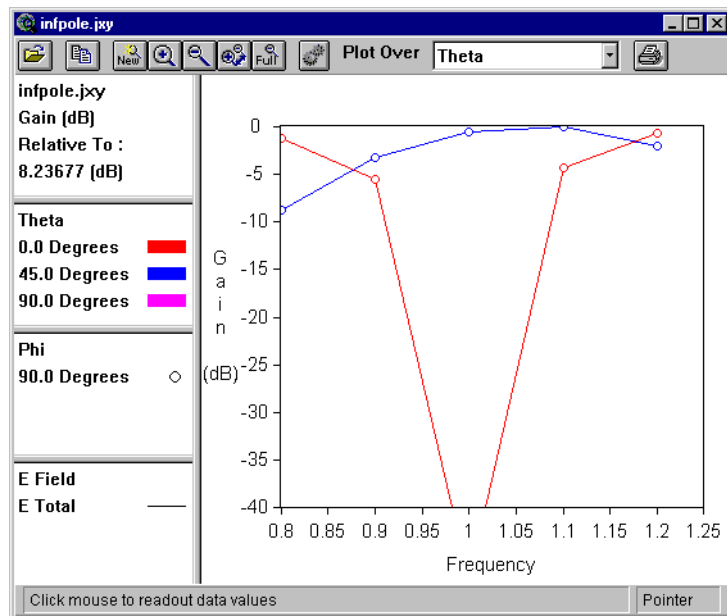 infpole.jxy
New
Full
Plot Over
Theta
infpole.jxy
Gain (dB)
Relative To :
8.23677 (dB)
Theta
0.0 Degrees
45.0 Degrees
90.0 Degrees
Phi
90.0 Degrees
E Field
E Total
Gain
(dB)
0
-5
-10
-15
-20
-25
-30
-35
-40
0.8 0.85 0.9 0.95 1 1.05 1.1 1.15 1.2 1.25
Frequency
Click mouse to readout data values
Pointer